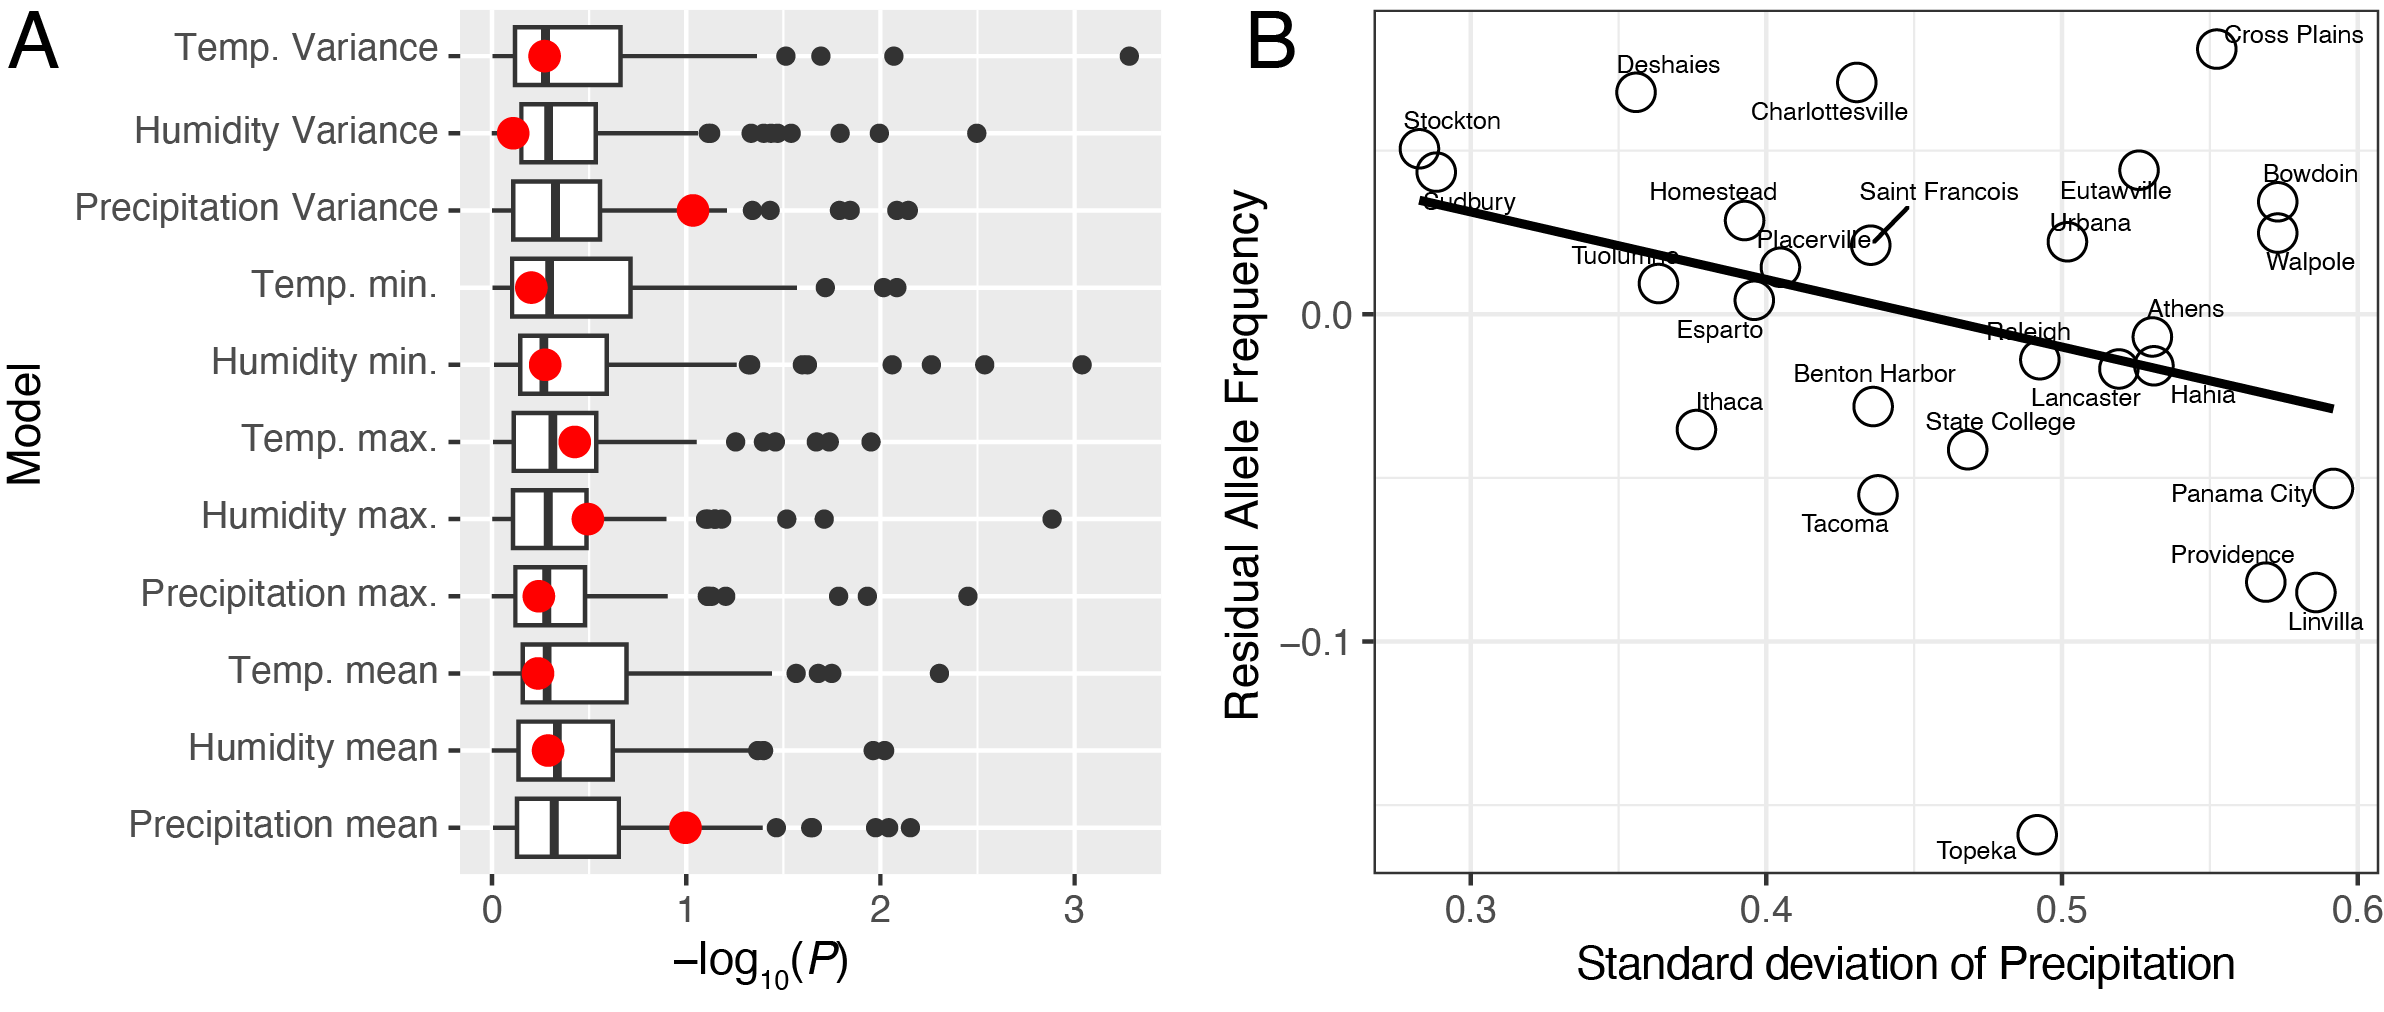 A
Model
Temp. Variance
Humidity Variance
Precipitation Variance
Temp. min.
Humidity min.
Temp. max.
Humidity max.
Precipitation max.
Temp. mean
Humidity mean
Precipitation mean
0 1 2 3
−log10(P)
B
Residual Allele Frequency
0.0
−0.1
Cross Plains
Deshaies
Charlottesville
Stockton
Sudbury
Homestead
Saint Francois
Eutawville
Bowdoin
Urbana
Placerville
Tuolumne
Walpole
Esparto
Athens
Raleigh
Benton Harbor
Lancaster
Hahia
Ithaca
State College
Panama City
Tacoma
Providence
Linvilla
Topeka
0.3 0.4 0.5 0.6
Standard deviation of Precipitation